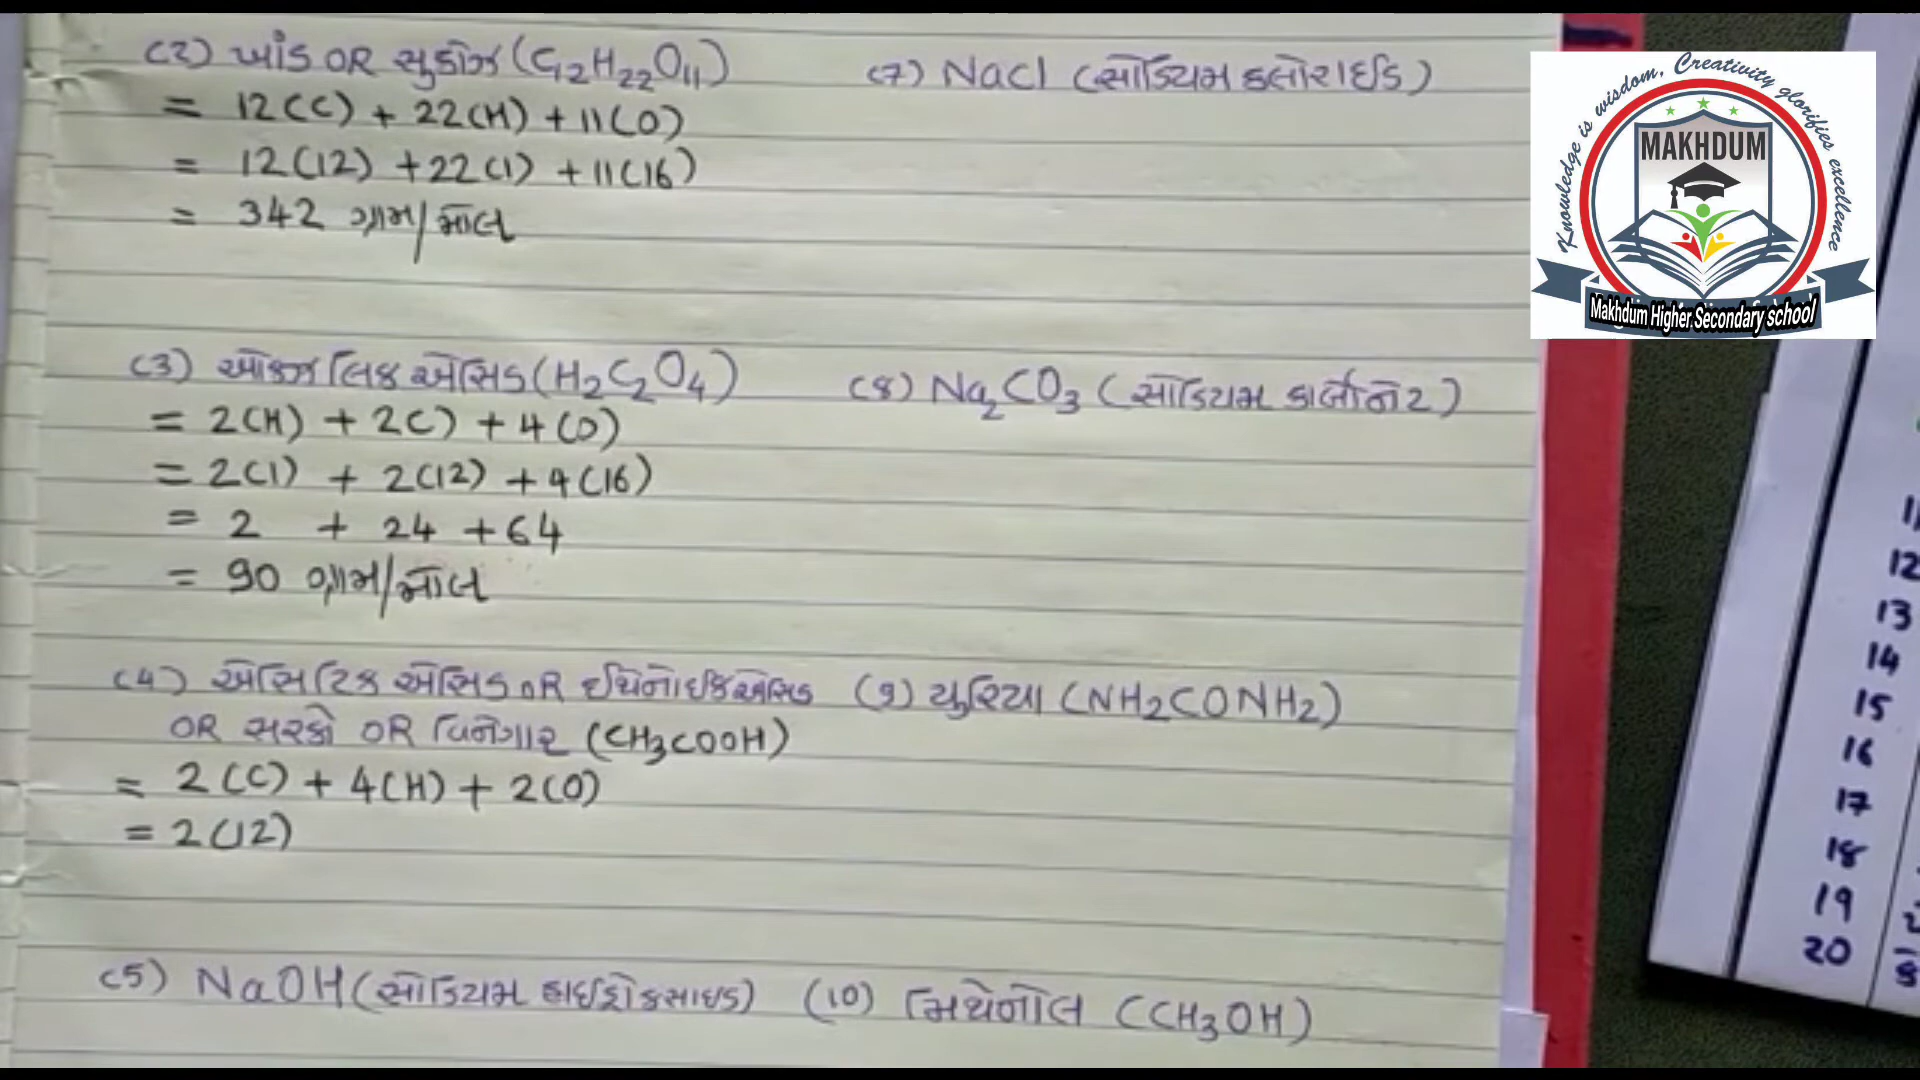 (2) ખાંડ OR સુક્રોઝ (C12H22O11)
= 12(C) + 22(H) + 11(O)
= 12(12) + 22(1) + 11(16)
= 342 ગ્રામ/મોલ
(3) ઓક્ઝલિક એસિડ (H2C2O4)
= 2(H) + 2(C) + 4(O)
= 2(1) + 2(12) + 4(16)
= 2 + 24 + 64
= 90 ગ્રામ/મોલ
(4) એસિટિક એસિડ OR ઈથેનોઈક એસિડ
OR સરકો OR વિનેગાર (CH3COOH)
= 2(C) + 4(H) + 2(O)
= 2(12)
(5) NaOH (સોડિયમ હાઈડ્રોક્સાઇડ)
(7) NaCl (સોડિયમ ક્લોરાઈડ)
(8) Na2CO3 (સોડિયમ કાર્બોનેટ)
(9) યુરિયા (NH2CONH2)
(10) મિથેનોલ (CH3OH)
Knowledge is wisdom, Creativity glorifies excellence
MAKHDUM
Makhdum Higher Secondary school
11
12
13
14
15
16
17
18
19
20